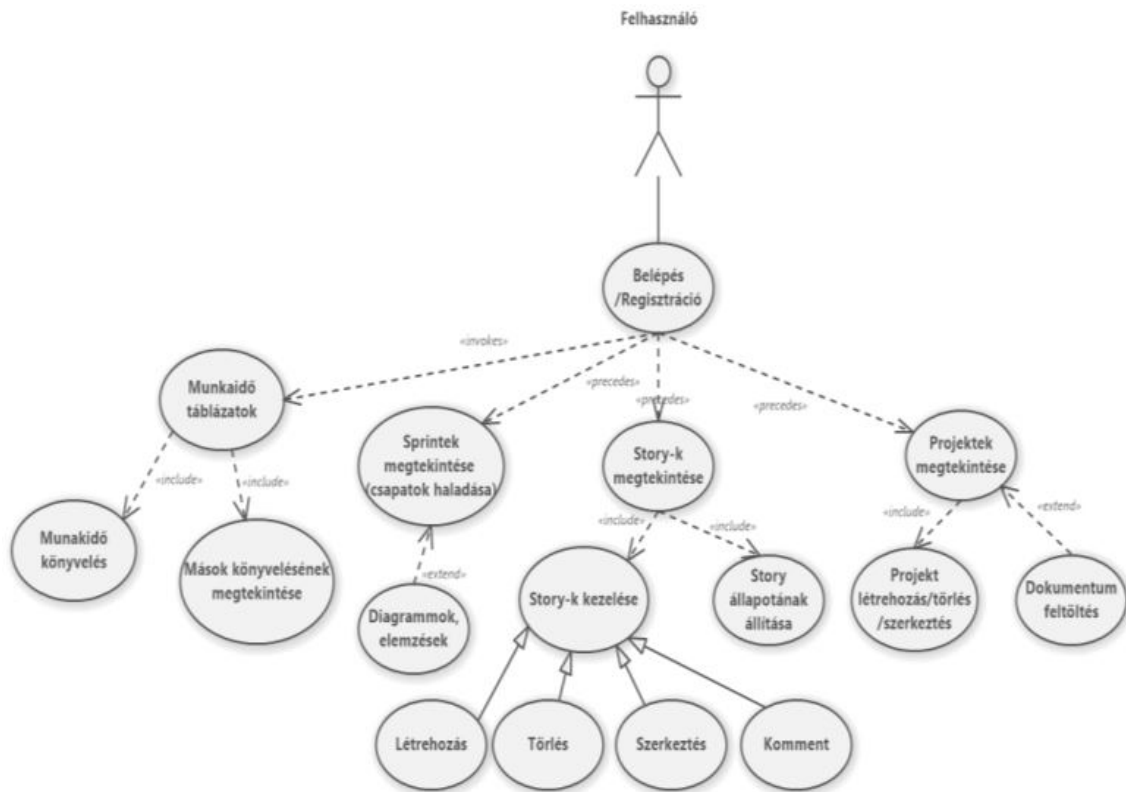 Felhasználó
Belépés
/Regisztráció
«invokes»
«precedes»
«precedes»
«precedes»
Munkaidő
táblázatok
Sprintek
megtekintése
(csapatok haladása)
Story-k
megtekintése
Projektek
megtekintése
«include»
«include»
«extend»
«include»
«include»
«include»
«extend»
Munakidő
könyvelés
Mások könyvelésének
megtekintése
Diagrammok,
elemzések
Story-k kezelése
Story
állapotának
állítása
Projekt
létrehozás/törlés
/szerkeztés
Dokumentum
feltöltés
Létrehozás
Törlés
Szerkeztés
Komment